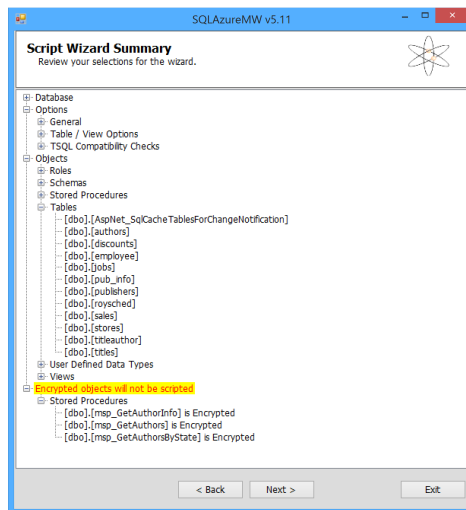 SQLAzureMW v5.11
Script Wizard Summary
Review your selections for the wizard.
Database
Options
General
Table / View Options
TSQL Compatibility Checks
Objects
Roles
Schemas
Stored Procedures
Tables
[dbo].[AspNet_SqlCacheTablesForChangeNotification]
[dbo].[authors]
[dbo].[discounts]
[dbo].[employee]
[dbo].[jobs]
[dbo].[pub_info]
[dbo].[publishers]
[dbo].[roysched]
[dbo].[sales]
[dbo].[stores]
[dbo].[titleauthor]
[dbo].[titles]
User Defined Data Types
Views
Encrypted objects will not be scripted
Stored Procedures
[dbo].[msp_GetAuthorInfo] is Encrypted
[dbo].[msp_GetAuthors] is Encrypted
[dbo].[msp_GetAuthorsByState] is Encrypted
< Back Next > Exit